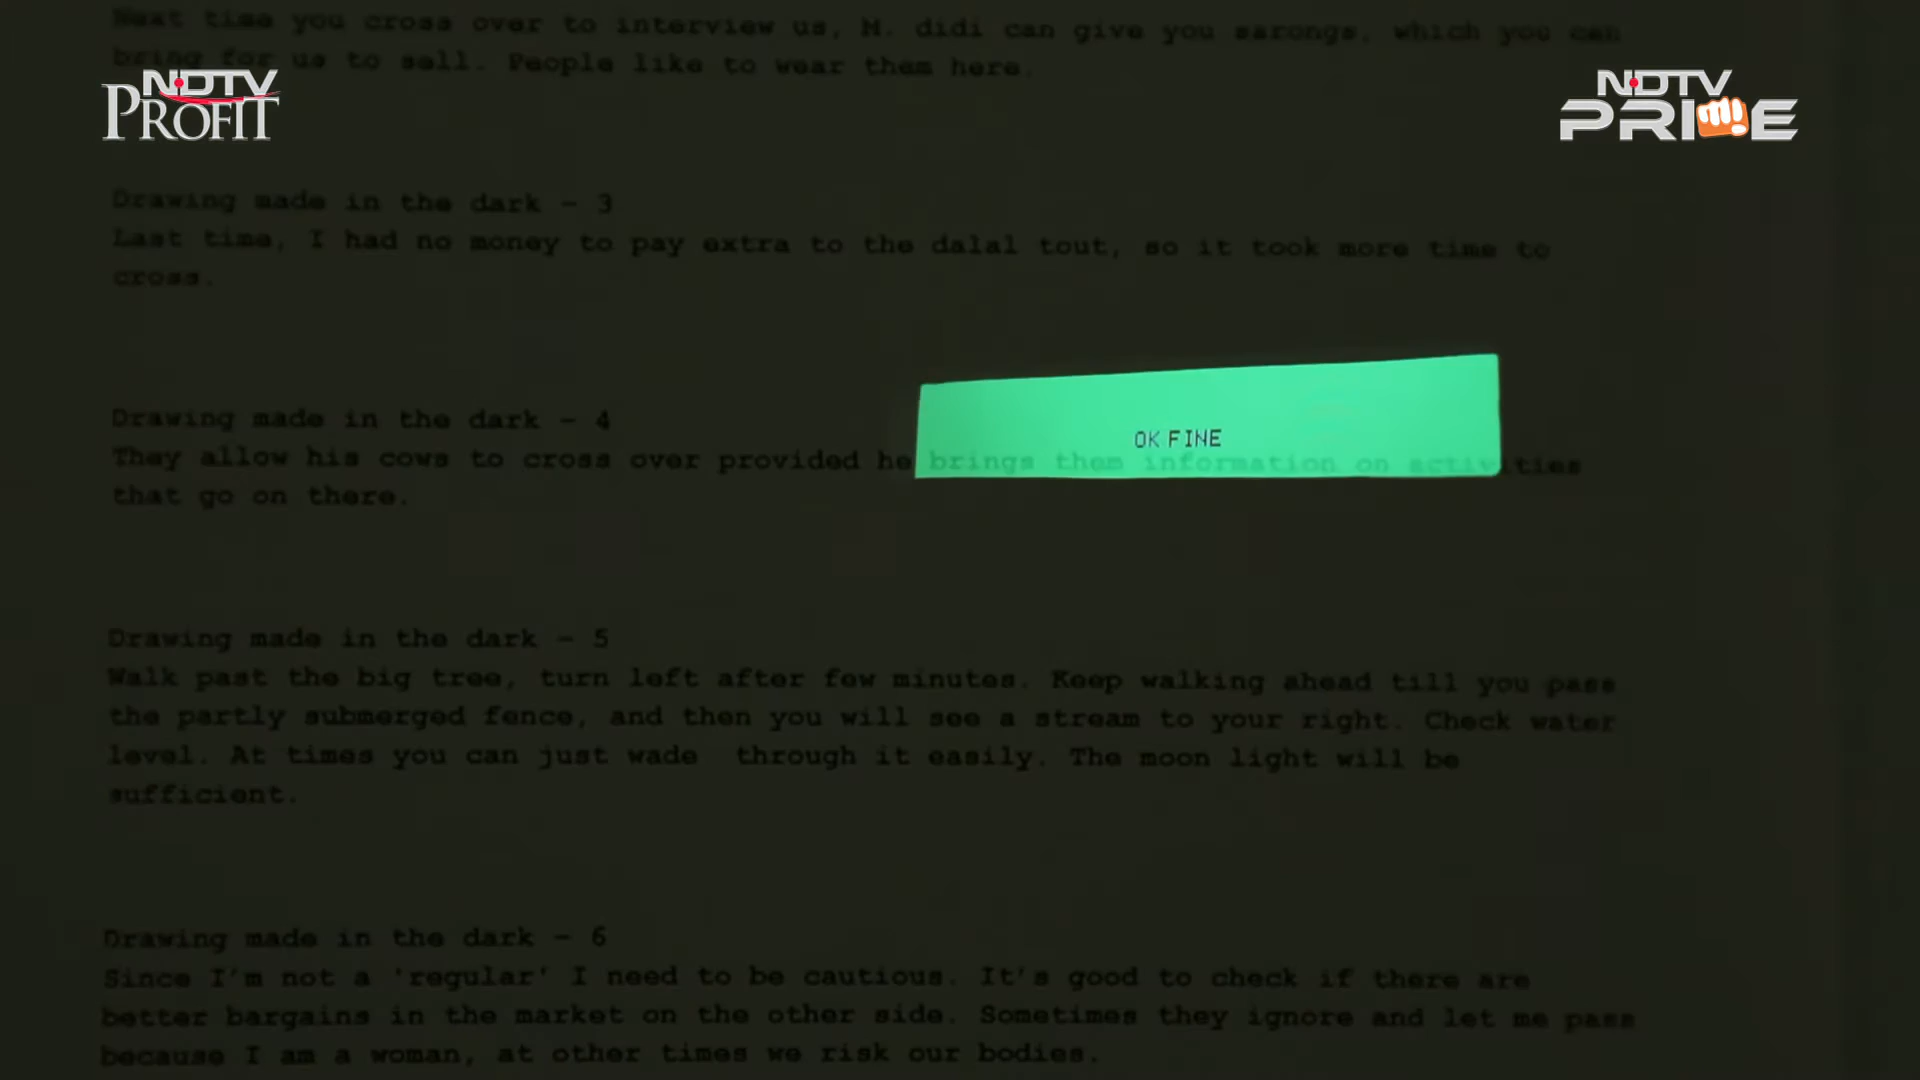 Next time you cross over to interview us, M. didi can give you sarongs, which you can
bring for us to sell. People like to wear them here.
NDTV
PROFIT
NDTV
PRIME
Drawing made in the dark - 3
Last time, I had no money to pay extra to the dalal tout, so it took more time to
cross.
OK FINE
Drawing made in the dark - 4
They allow his cows to cross over provided he brings them information on activities
that go on there.
Drawing made in the dark - 5
Walk past the big tree, turn left after few minutes. Keep walking ahead till you pass
the partly submerged fence, and then you will see a stream to your right. Check water
level. At times you can just wade through it easily. The moon light will be
sufficient.
Drawing made in the dark - 6
Since I'm not a 'regular' I need to be cautious. It's good to check if there are
better bargains in the market on the other side. Sometimes they ignore and let me pass
because I am a woman, at other times we risk our bodies.